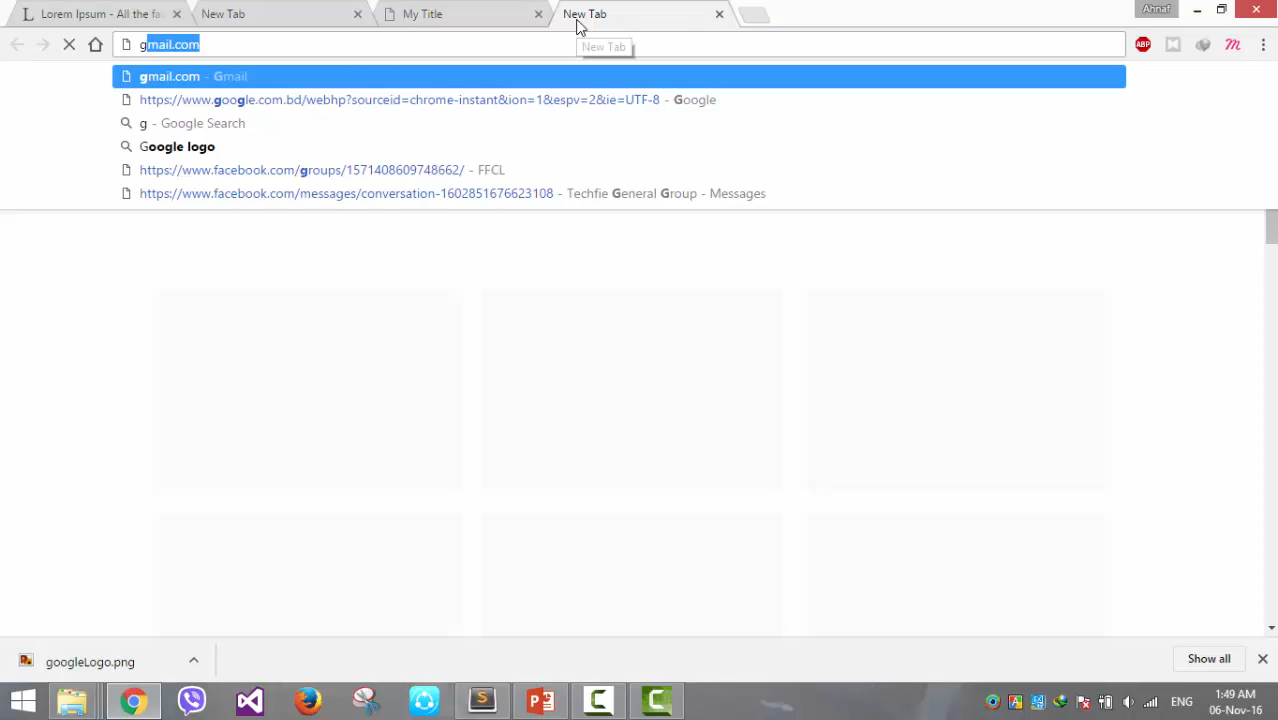 Lorem Ipsum - All the fa
New Tab
My Title
New Tab
Ahnaf
gmail.com
New Tab
ABP
gmail.com - Gmail
https://www.google.com.bd/webhp?sourceid=chrome-instant&ion=1&espv=2&ie=UTF-8 - Google
g - Google Search
Google logo
https://www.facebook.com/groups/1571408609748662/ - FFCL
https://www.facebook.com/messages/conversation-1602851676623108 - Techfie General Group - Messages
googleLogo.png
Show all
ENG
1:49 AM
06-Nov-16